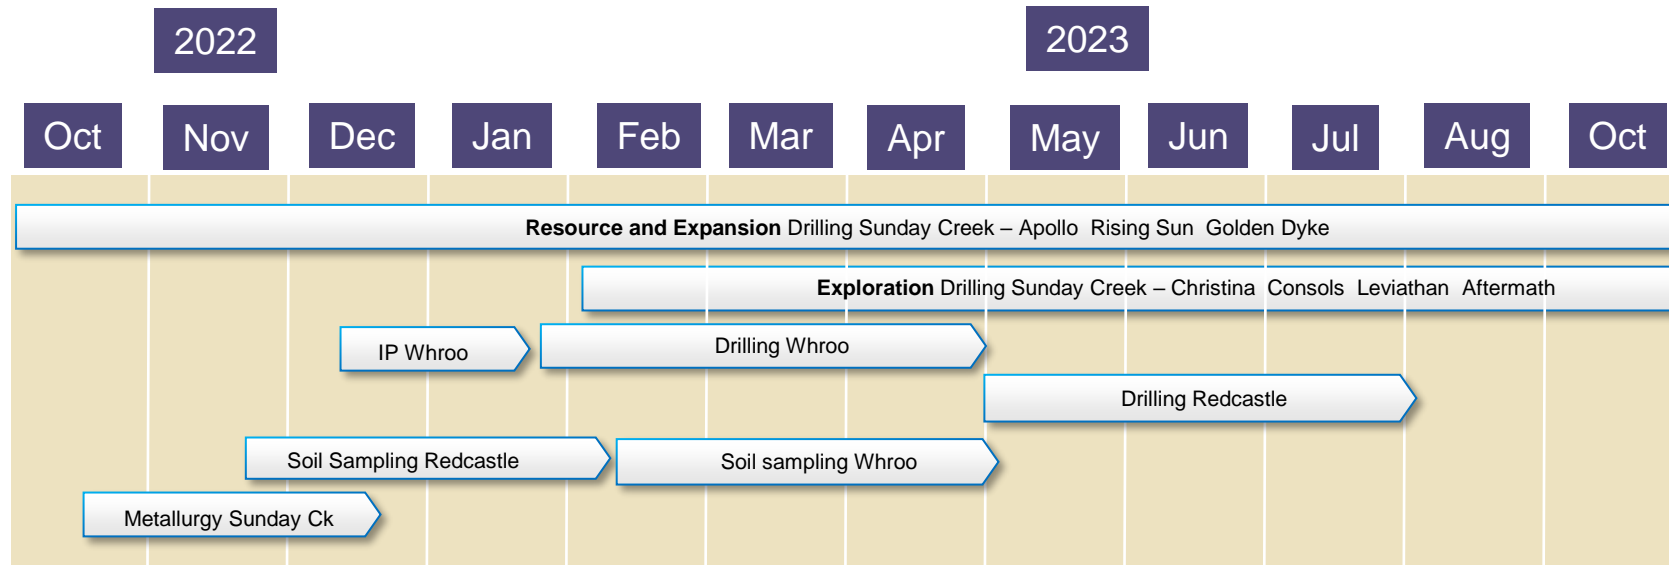 2022
2023
Oct
Nov
Dec
Jan
Feb
Mar
Apr
May
Jun
Jul
Aug
Oct
Resource and Expansion Drilling Sunday Creek – Apollo Rising Sun Golden Dyke
Exploration Drilling Sunday Creek – Christina Consols Leviathan Aftermath
IP Whroo
Drilling Whroo
Drilling Redcastle
Soil Sampling Redcastle
Soil sampling Whroo
Metallurgy Sunday Ck